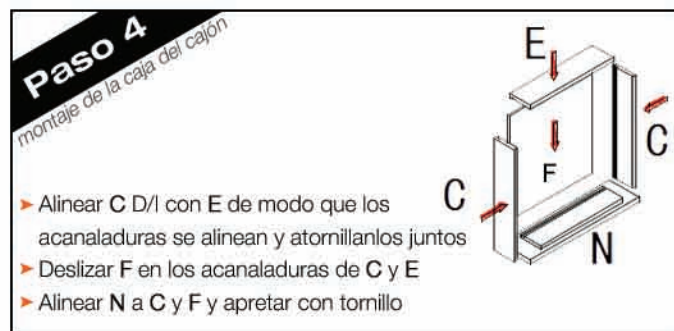 Paso 4
montaje de la caja del cajón
E
C
F
C
N
➤ Alinear C D/I con E de modo que los
acanaladuras se alinean y atornillanlos juntos
➤ Deslizar F en los acanaladuras de C y E
➤ Alinear N a C y F y apretar con tornillo